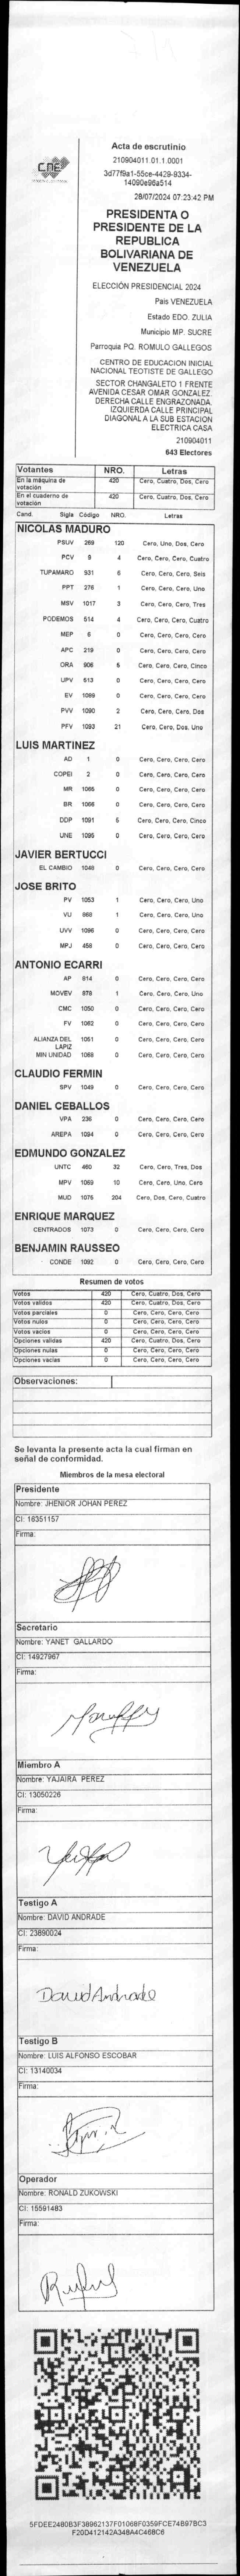 CNE
Acta de escrutinio
210904011.01.1.0001
3d77f9a1-55ce-4429-9334-
14090e96a514
28/07/2024 07:23:42 PM
PRESIDENTA O
PRESIDENTE DE LA
REPUBLICA
BOLIVARIANA DE
VENEZUELA
ELECCIÓN PRESIDENCIAL 2024
Pais VENEZUELA
Estado EDO. ZULIA
Municipio MP. SUCRE
Parroquia PQ. ROMULO GALLEGOS
CENTRO DE EDUCACION INICIAL
NACIONAL TEOTISTE DE GALLEGO
SECTOR CHANGALETO 1 FRENTE
AVENIDA CESAR OMAR GONZALEZ.
DERECHA CALLE ENGRAZONADA.
IZQUIERDA CALLE PRINCIPAL
DIAGONAL A LA SUB ESTACION
ELECTRICA CASA
210904011
643 Electores
Votantes NRO. Letras
En la máquina de votación 420 Cero, Cuatro, Dos, Cero
En el cuaderno de votación 420 Cero, Cuatro, Dos, Cero
Cand. Sigla Código NRO. Letras
NICOLAS MADURO
PSUV 269 120 Cero, Uno, Dos, Cero
PCV 9 4 Cero, Cero, Cero, Cuatro
TUPAMARO 931 6 Cero, Cero, Cero, Seis
PPT 276 1 Cero, Cero, Cero, Uno
MSV 1017 3 Cero, Cero, Cero, Tres
PODEMOS 514 4 Cero, Cero, Cero, Cuatro
MEP 6 0 Cero, Cero, Cero, Cero
APC 219 0 Cero, Cero, Cero, Cero
ORA 906 5 Cero, Cero, Cero, Cinco
UPV 513 0 Cero, Cero, Cero, Cero
EV 1099 0 Cero, Cero, Cero, Cero
PVV 1090 2 Cero, Cero, Cero, Dos
PFV 1093 21 Cero, Cero, Dos, Uno
LUIS MARTINEZ
AD 1 0 Cero, Cero, Cero, Cero
COPEI 2 0 Cero, Cero, Cero, Cero
MR 1065 0 Cero, Cero, Cero, Cero
BR 1066 0 Cero, Cero, Cero, Cero
DDP 1091 5 Cero, Cero, Cero, Cinco
UNE 1095 0 Cero, Cero, Cero, Cero
JAVIER BERTUCCI
EL CAMBIO 1046 0 Cero, Cero, Cero, Cero
JOSE BRITO
PV 1053 1 Cero, Cero, Cero, Uno
VU 868 1 Cero, Cero, Cero, Uno
UVV 1096 0 Cero, Cero, Cero, Cero
MPJ 458 0 Cero, Cero, Cero, Cero
ANTONIO ECARRI
AP 814 0 Cero, Cero, Cero, Cero
MOVEV 979 1 Cero, Cero, Cero, Uno
CMC 1050 0 Cero, Cero, Cero, Cero
FV 1062 0 Cero, Cero, Cero, Cero
ALIANZA DEL LAPIZ 1051 0 Cero, Cero, Cero, Cero
MIN UNIDAD 1068 0 Cero, Cero, Cero, Cero
CLAUDIO FERMIN
SPV 1049 0 Cero, Cero, Cero, Cero
DANIEL CEBALLOS
VPA 236 0 Cero, Cero, Cero, Cero
AREPA 1094 0 Cero, Cero, Cero, Cero
EDMUNDO GONZALEZ
UNTC 460 32 Cero, Cero, Tres, Dos
MPV 1069 10 Cero, Cero, Uno, Cero
MUD 1076 204 Cero, Dos, Cero, Cuatro
ENRIQUE MARQUEZ
CENTRADOS 1073 0 Cero, Cero, Cero, Cero
BENJAMIN RAUSSEO
CONDE 1092 0 Cero, Cero, Cero, Cero
Resumen de votos
Votos 420 Cero, Cuatro, Dos, Cero
Votos validos 420 Cero, Cuatro, Dos, Cero
Votos parciales 0 Cero, Cero, Cero, Cero
Votos nulos 0 Cero, Cero, Cero, Cero
Votos vacios 0 Cero, Cero, Cero, Cero
Opciones validas 420 Cero, Cuatro, Dos, Cero
Opciones nulas 0 Cero, Cero, Cero, Cero
Opciones vacias 0 Cero, Cero, Cero, Cero
Observaciones:
Se levanta la presente acta la cual firman en
señal de conformidad.
Miembros de la mesa electoral
Presidente
Nombre: JHENIOR JOHAN PEREZ
CI: 16351157
Firma:
Secretario
Nombre: YANET GALLARDO
CI: 14927967
Firma:
Miembro A
Nombre: YAJAIRA PEREZ
CI: 13050226
Firma:
Testigo A
Nombre: DAVID ANDRADE
CI: 23890024
Firma:
David Andrade
Testigo B
Nombre: LUIS ALFONSO ESCOBAR
CI: 13140034
Firma:
Operador
Nombre: RONALD ZUKOWSKI
CI: 15591483
Firma:
5FDEE2480B3F38962137F01068F0359FCE74B97BC3
F20D412142A348A4C468C6